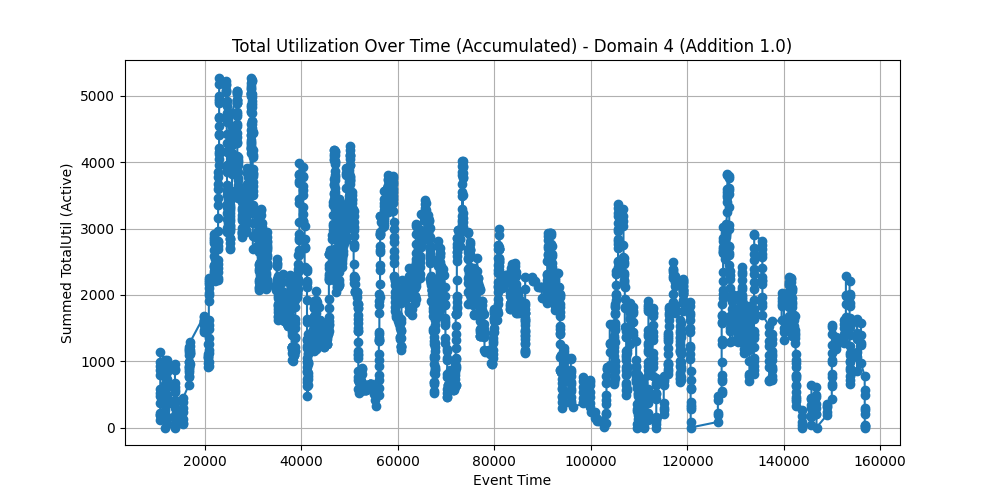 Total Utilization Over Time (Accumulated) - Domain 4 (Addition 1.0)
5000
4000
3000
2000
1000
0
Summed TotalUtil (Active)
20000 40000 60000 80000 100000 120000 140000 160000
Event Time